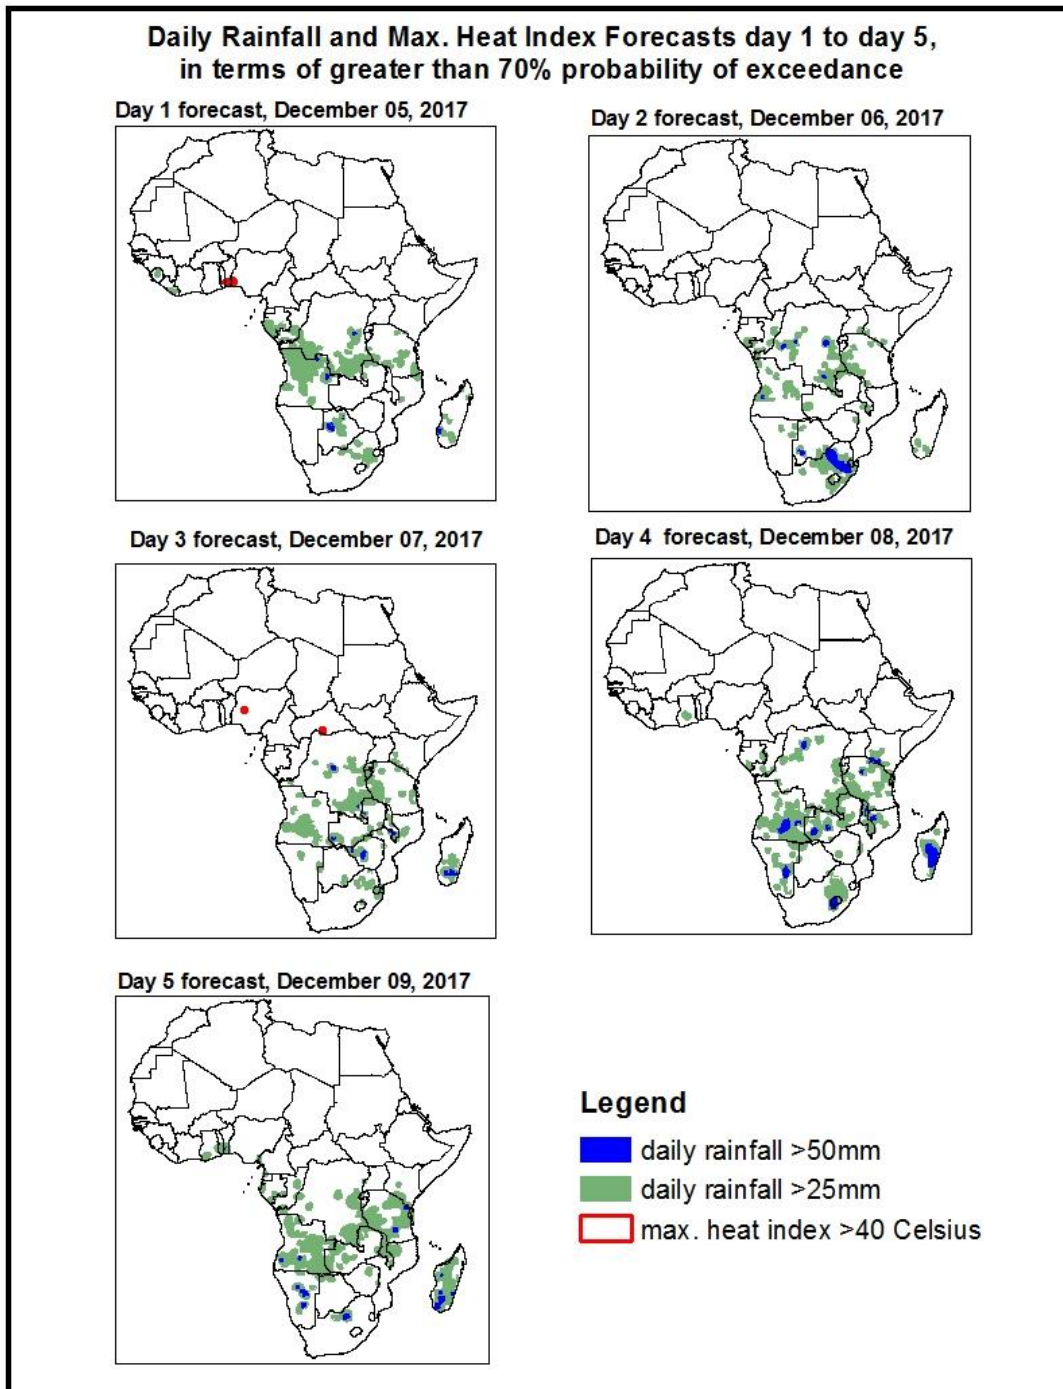 Daily Rainfall and Max. Heat Index Forecasts day 1 to day 5,
in terms of greater than 70% probability of exceedance
Day 1 forecast, December 05, 2017
Day 2 forecast, December 06, 2017
Day 3 forecast, December 07, 2017
Day 4 forecast, December 08, 2017
Day 5 forecast, December 09, 2017
Legend
daily rainfall >50mm
daily rainfall >25mm
max. heat index >40 Celsius